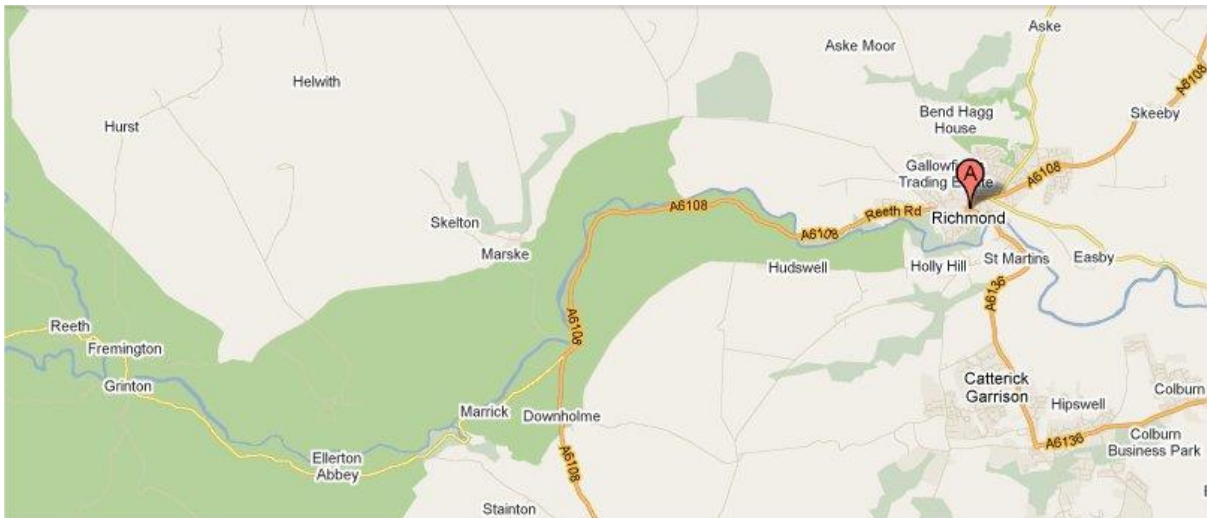 Aske
Aske Moor
A6108
Helwith
Skeeby
Bend Hagg
House
Hurst
Gallowfields
Trading Estate
A
A6108
A6108
Reeth Rd
Richmond
Skelton
A6108
Marske
St Martins
Easby
Hudswell
Holly Hill
A6136
A6108
Reeth
Fremington
Grinton
Catterick
Garrison
Colburn
Hipswell
Marrick
Downholme
A6136
Colburn
Business Park
Ellerton
Abbey
A6108
Stainton